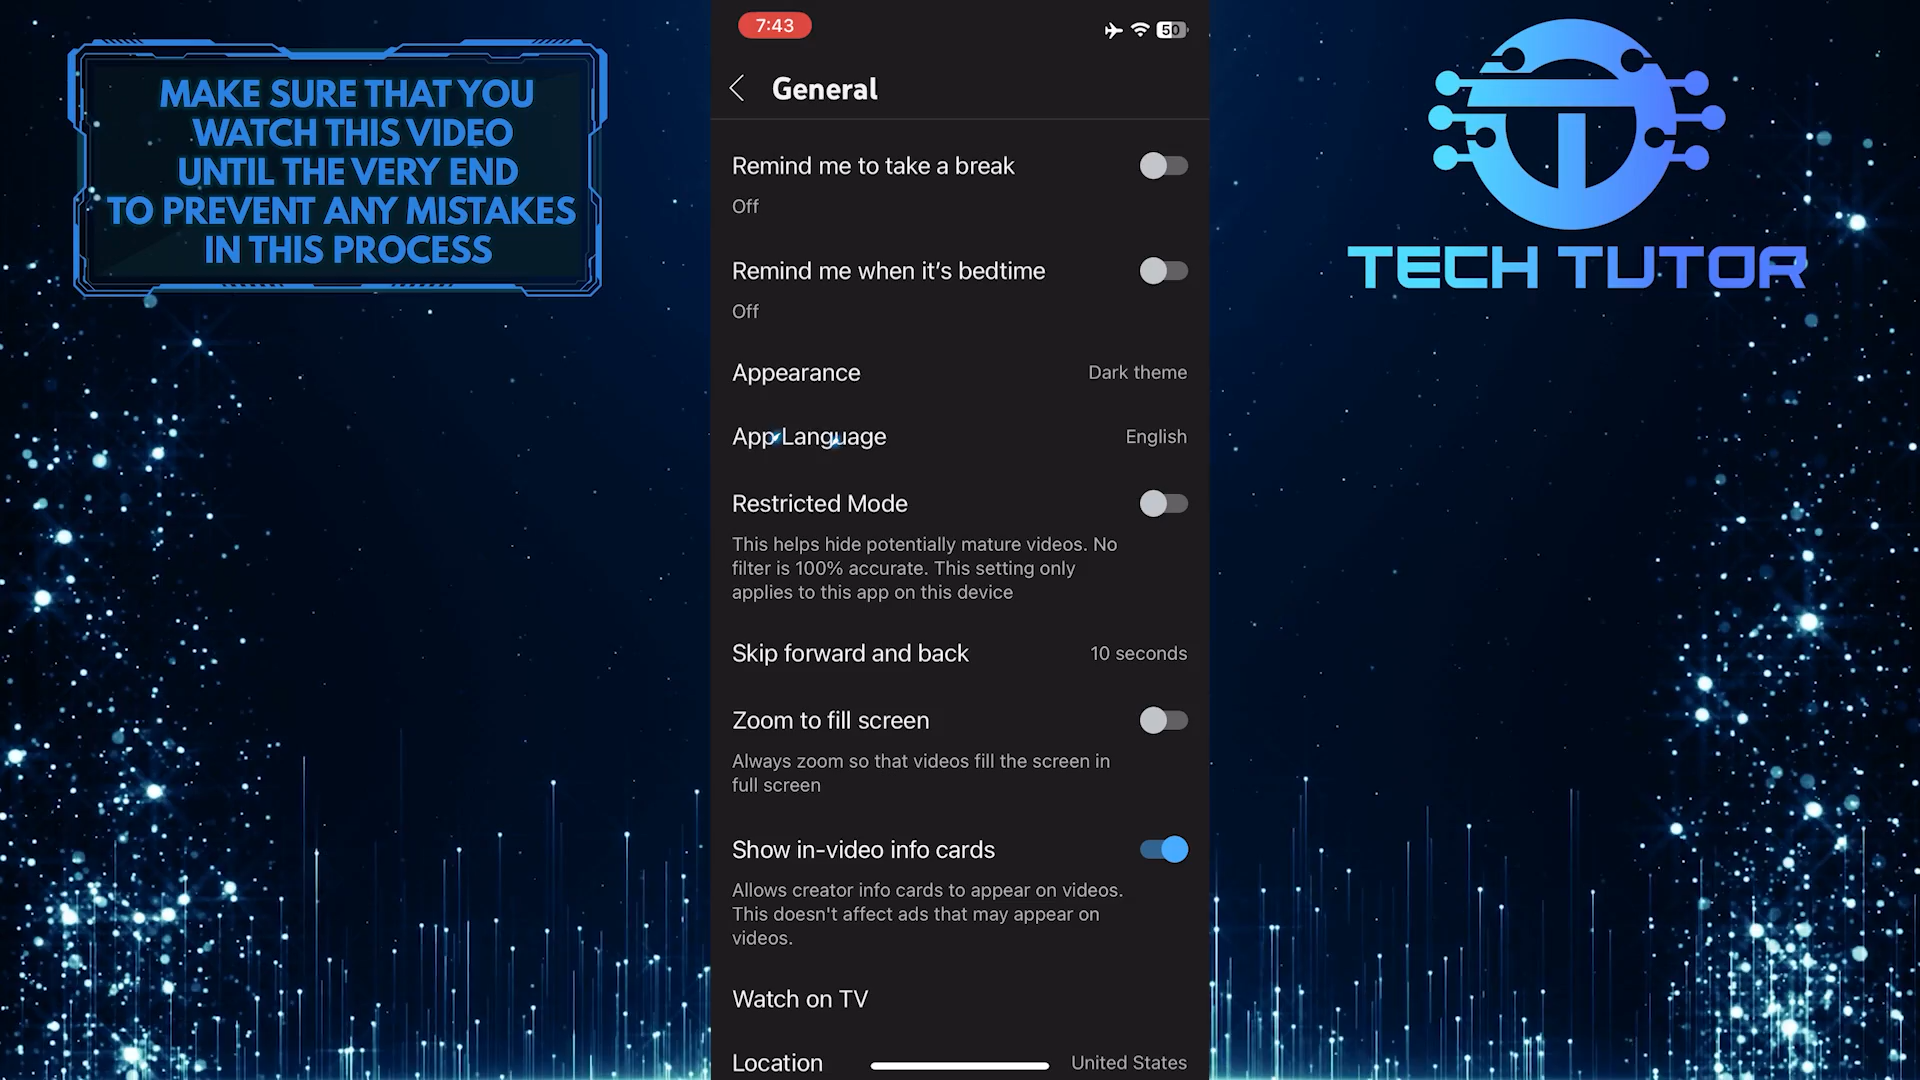 MAKE SURE THAT YOU
WATCH THIS VIDEO
UNTIL THE VERY END
TO PREVENT ANY MISTAKES
IN THIS PROCESS
7:43
50
General
Remind me to take a break
Off
Remind me when it’s bedtime
Off
Appearance Dark theme
App Language English
Restricted Mode
This helps hide potentially mature videos. No
filter is 100% accurate. This setting only
applies to this app on this device
Skip forward and back 10 seconds
Zoom to fill screen
Always zoom so that videos fill the screen in
full screen
Show in-video info cards
Allows creator info cards to appear on videos.
This doesn't affect ads that may appear on
videos.
Watch on TV
Location United States
TECH TUTOR